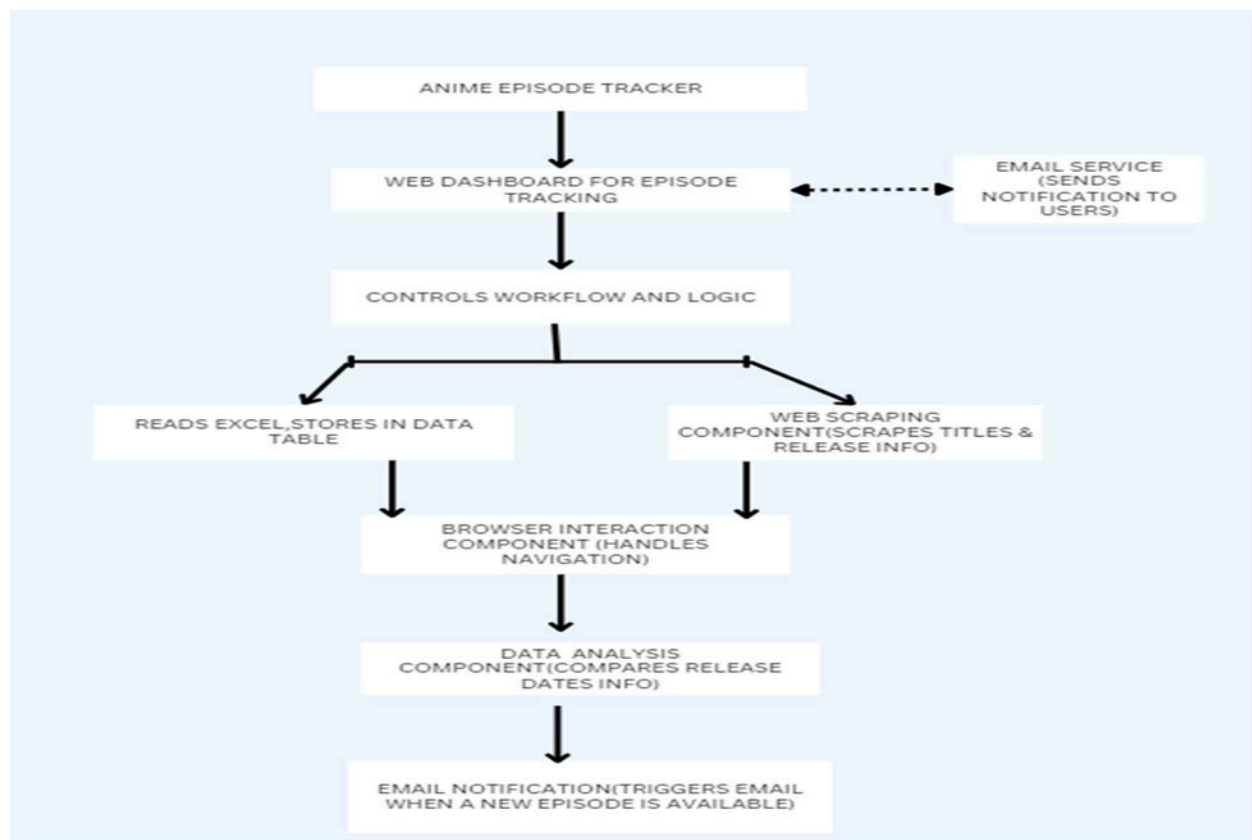 ANIME EPISODE TRACKER
WEB DASHBOARD FOR EPISODE
TRACKING
EMAIL SERVICE
(SENDS
NOTIFICATION TO
USERS)
CONTROLS WORKFLOW AND LOGIC
READS EXCEL,STORES IN DATA
TABLE
WEB SCRAPING
COMPONENT(SCRAPES TITLES &
RELEASE INFO)
BROWSER INTERACTION
COMPONENT (HANDLES
NAVIGATION)
DATA ANALYSIS
COMPONENT(COMPARES RELEASE
DATES INFO)
EMAIL NOTIFICATION(TRIGGERS EMAIL
WHEN A NEW EPISODE IS AVAILABLE)